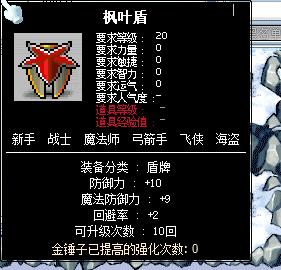 枫叶盾
要求等级： 20
要求力量： 0
要求敏捷： 0
要求智力： 0
要求运气： 0
要求人气度： -
道具等级： -
道具经验值： -
新手 战士 魔法师 弓箭手 飞侠 海盗
装备分类 : 盾牌
防御力 : +10
魔法防御力 : +9
回避率 : +2
可升级次数 : 10回
金锤子已提高的强化次数: 0